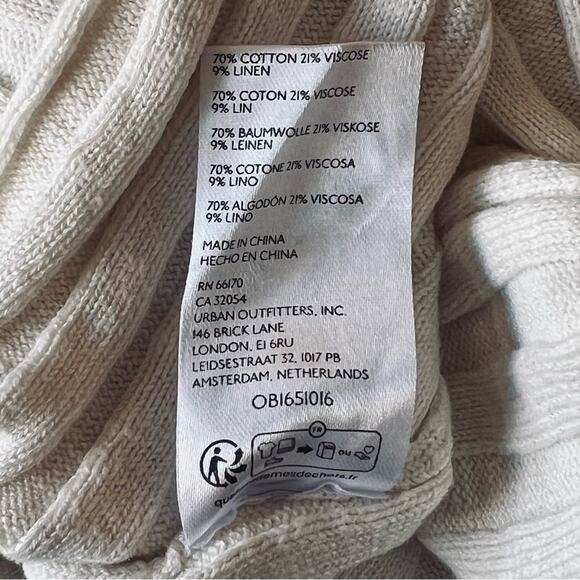 70% COTTON 21% VISCOSE
9% LINEN
70% COTON 21% VISCOSE
9% LIN
70% BAUMWOLLE 21% VISKOSE
9% LEINEN
70% COTONE 21% VISCOSA
9% LINO
70% ALGODÓN 21% VISCOSA
9% LINO
MADE IN CHINA
HECHO EN CHINA
RN 66170
CA 32054
URBAN OUTFITTERS, INC.
146 BRICK LANE
LONDON, E1 6RU
LEIDSESTRAAT 32, 1017 PB
AMSTERDAM, NETHERLANDS
OB1651016
FR
OU